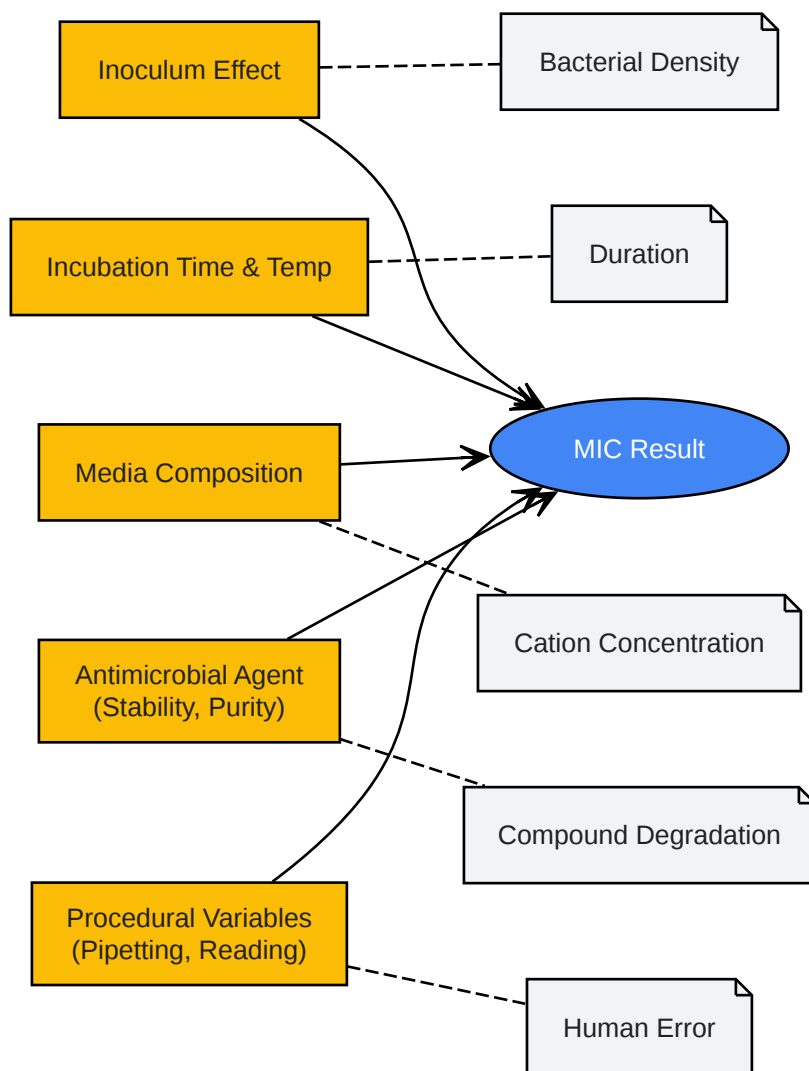 Inoculum Effect
Bacterial Density
Incubation Time & Temp
Duration
MIC Result
Media Composition
Cation Concentration
Antimicrobial Agent
(Stability, Purity)
Compound Degradation
Procedural Variables
(Pipetting, Reading)
Human Error